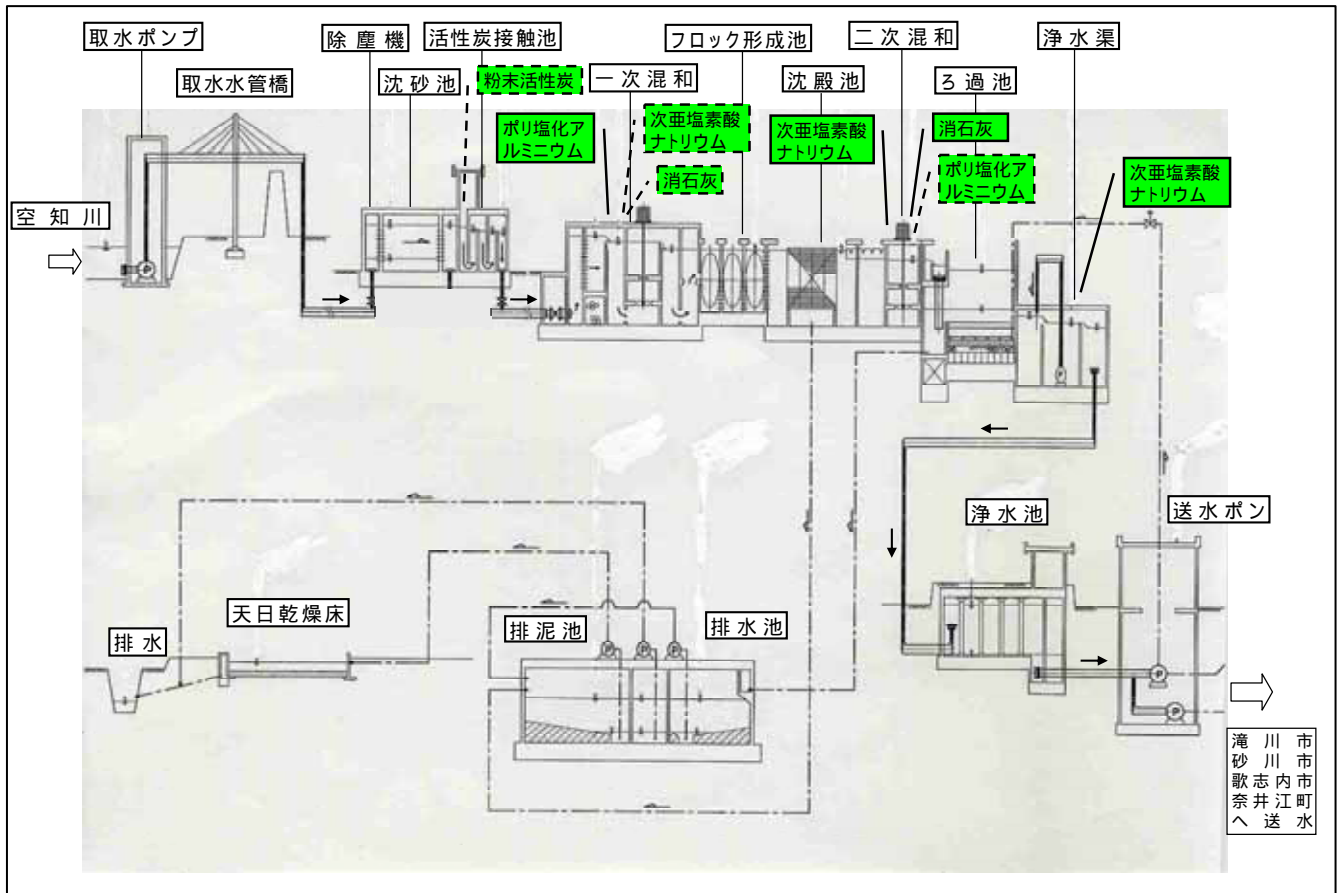 取水ポンプ
除塵機
活性炭接触池
フロック形成池
二次混和
浄水渠
取水水管橋
沈砂池
粉末活性炭
一次混和
沈殿池
ろ過池
ポリ塩化ア
ルミニウム
次亜塩素酸
ナトリウム
消石灰
次亜塩素酸
ナトリウム
消石灰
ポリ塩化ア
ルミニウム
次亜塩素酸
ナトリウム
空知川
P
浄水池
送水ポン
天日乾燥床
排水
排泥池
排水池
P
P
P
P
P
滝川市
砂川市
歌志内市
奈井江町
へ送水